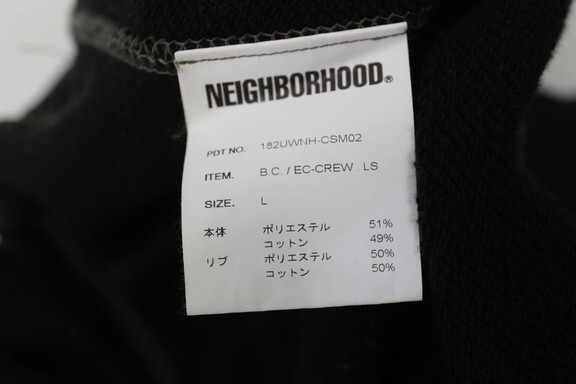 NEIGHBORHOOD®
PDT NO. 182UWNH-CSM02
ITEM. B.C. / EC-CREW . LS
SIZE. L
本体 ポリエステル 51%
コットン 49%
リブ ポリエステル 50%
コットン 50%